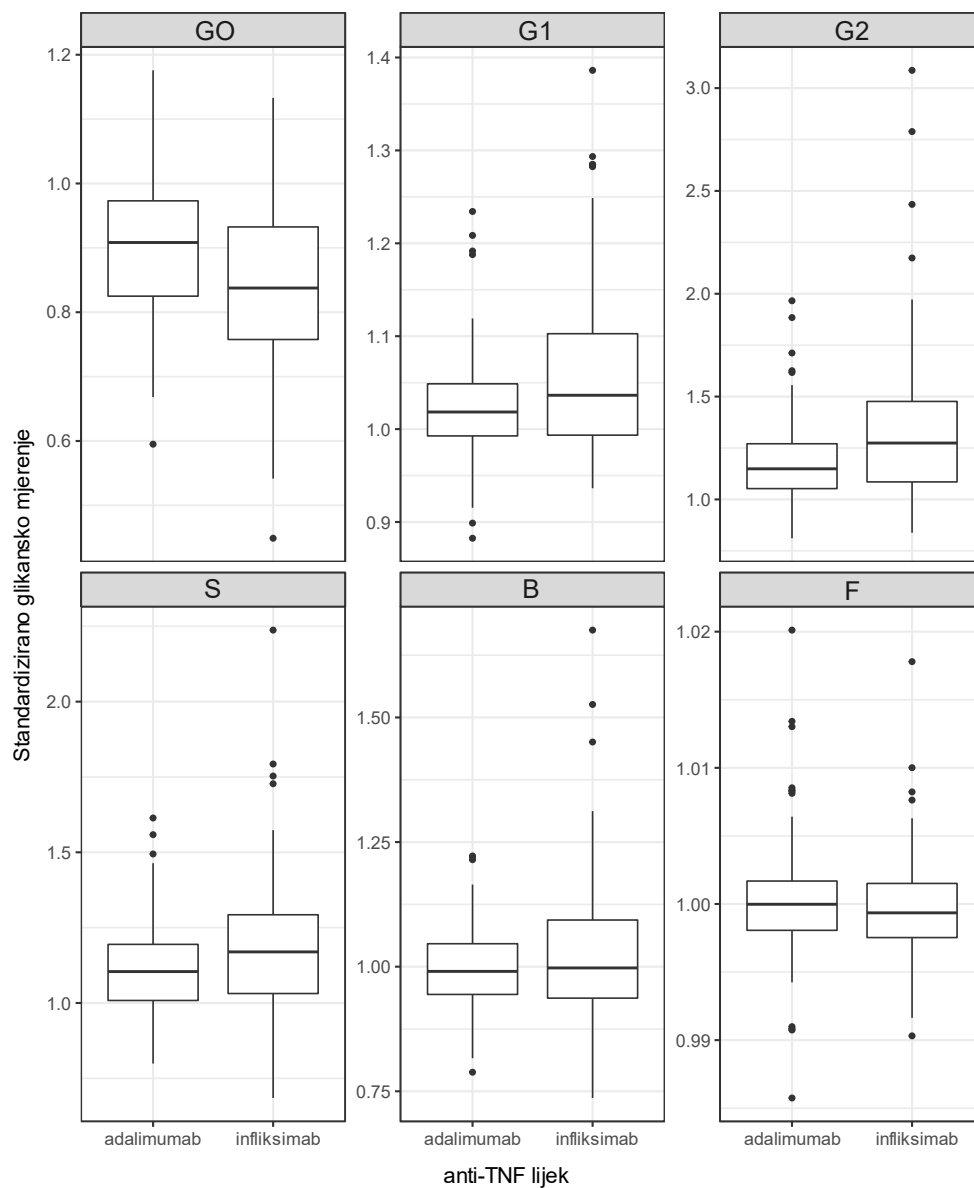 GO
G1
G2
1.2
1.0
0.8
0.6
1.4
1.3
1.2
1.1
1.0
0.9
3.0
2.5
2.0
1.5
1.0
S
B
F
2.0
1.5
1.0
1.50
1.25
1.00
0.75
1.02
1.01
1.00
0.99
adalimumab infliksimab
adalimumab infliksimab
adalimumab infliksimab
Standardizirano glikansko mjerenje
anti-TNF lijek